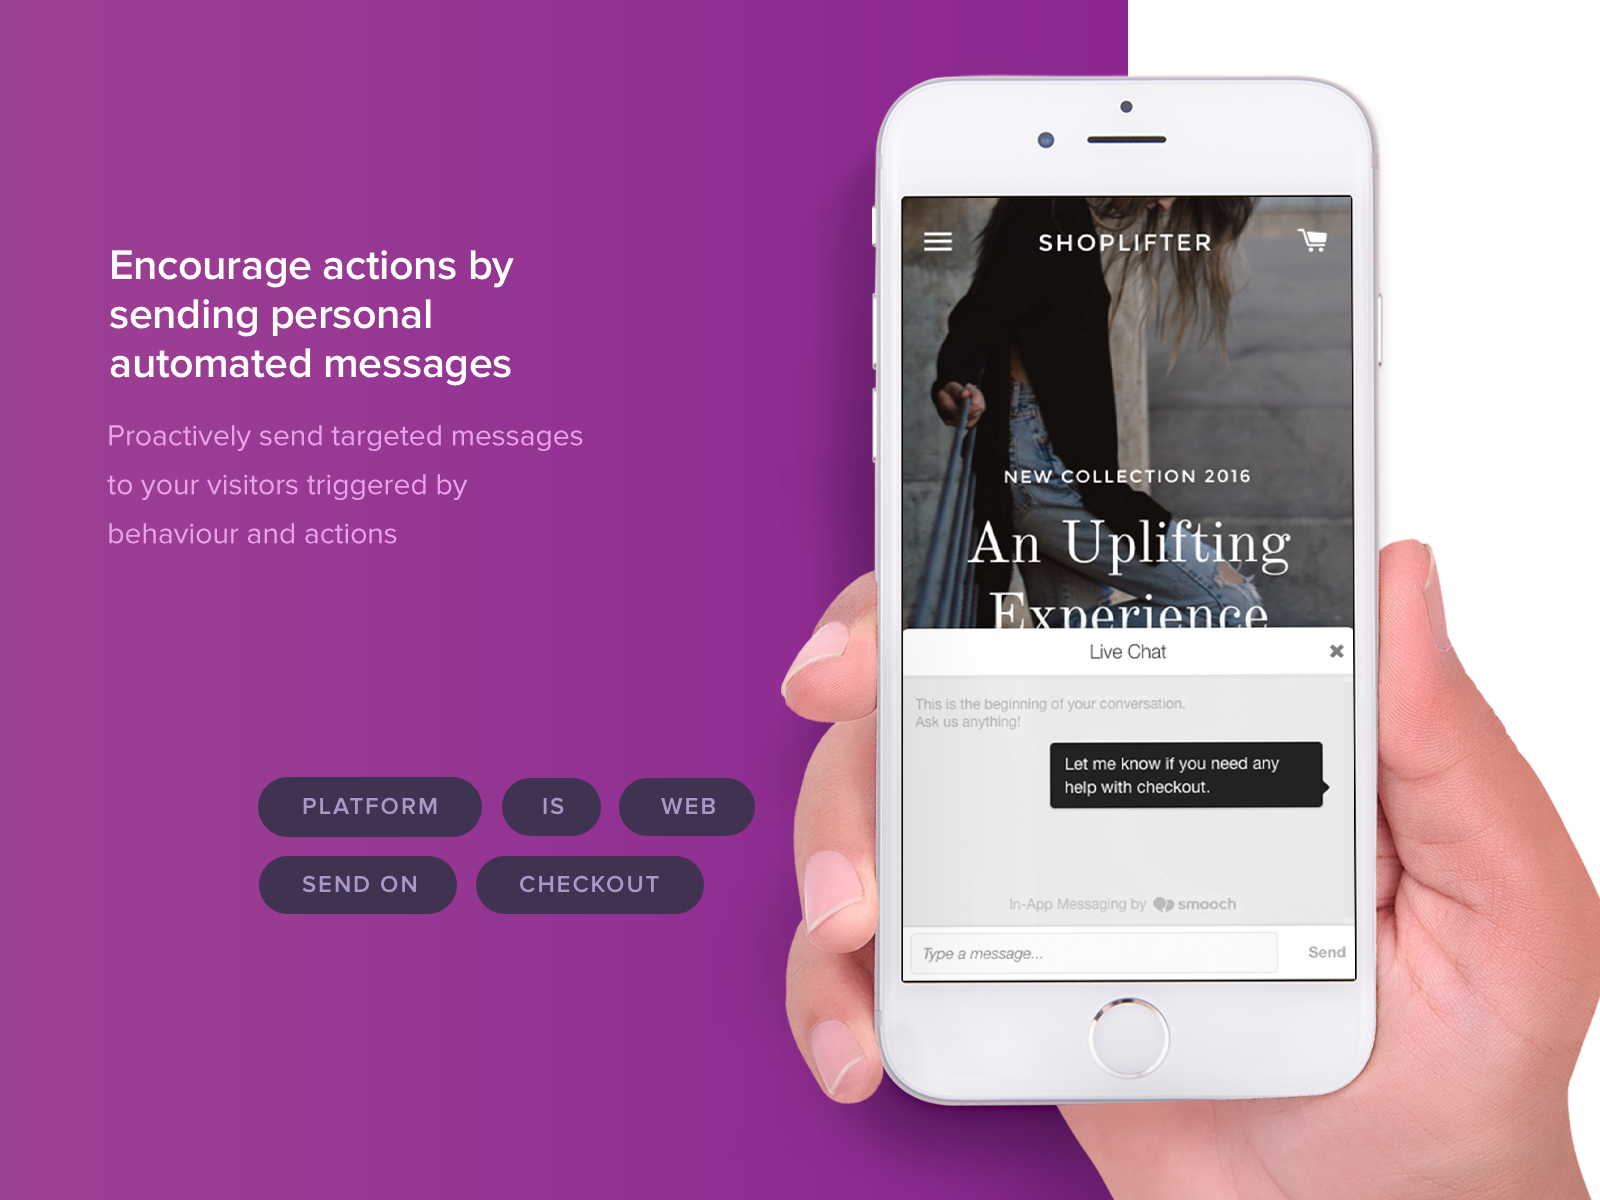 Encourage actions by
sending personal
automated messages
Proactively send targeted messages
to your visitors triggered by
behaviour and actions
PLATFORM IS WEB
SEND ON CHECKOUT
SHOPLIFTER
NEW COLLECTION 2016
An Uplifting
Experience
Live Chat
This is the beginning of your conversation.
Ask us anything!
Let me know if you need any
help with checkout.
In-App Messaging by smooch
Type a message...
Send